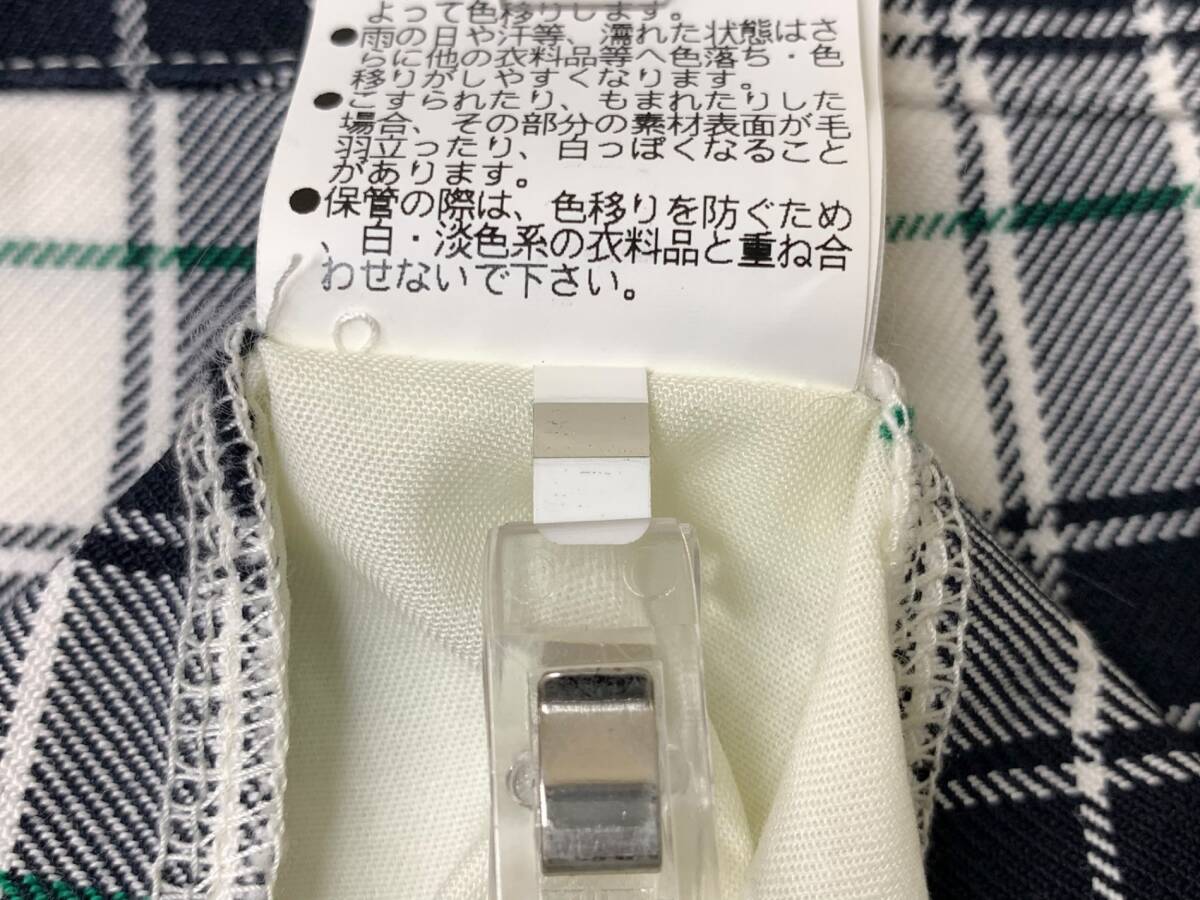 よって色移りします。
●雨の日や汗等、濡れた状態はさ
らに他の衣料品等へ色落ち・色
移りがしやすくなります。
●こすられたり、もまれたりした
場合、その部分の素材表面が毛
羽立ったり、白っぽくなること
があります。
●保管の際は、色移りを防ぐため
、白・淡色系の衣料品と重ね合
わせないで下さい。